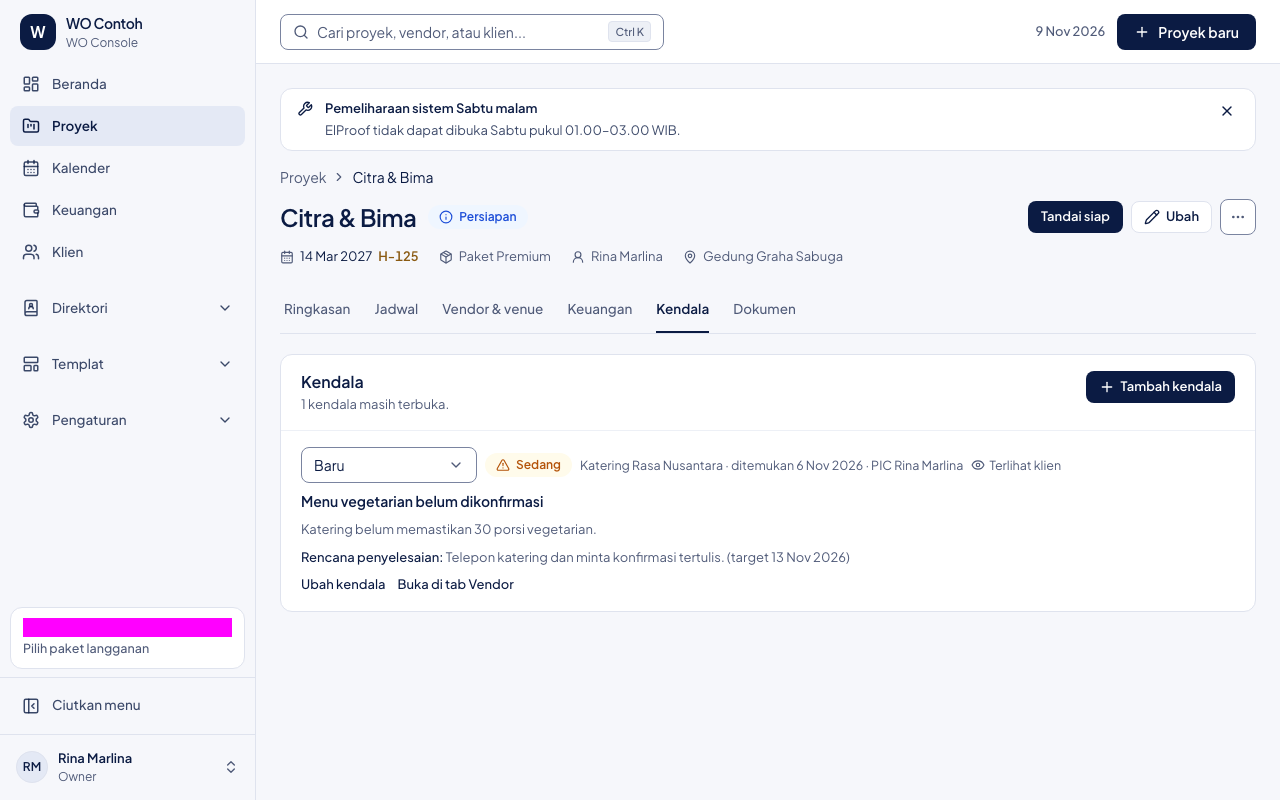 W
WO Contoh
WO Console
Beranda
Proyek
Kalender
Keuangan
Klien
Direktori
Templat
Pengaturan
Pilih paket langganan
Ciutkan menu
RM
Rina Marlina
Owner
Cari proyek, vendor, atau klien...
Ctrl K
9 Nov 2026
Proyek baru
Pemeliharaan sistem Sabtu malam
ElProof tidak dapat dibuka Sabtu pukul 01.00–03.00 WIB.
Proyek > Citra & Bima
Citra & Bima
Persiapan
Tandai siap
Ubah
14 Mar 2027 H-125 Paket Premium Rina Marlina Gedung Graha Sabuga
Ringkasan Jadwal Vendor & venue Keuangan Kendala Dokumen
Kendala
1 kendala masih terbuka.
Tambah kendala
Baru
Sedang
Katering Rasa Nusantara · ditemukan 6 Nov 2026 · PIC Rina Marlina Terlihat klien
Menu vegetarian belum dikonfirmasi
Katering belum memastikan 30 porsi vegetarian.
Rencana penyelesaian: Telepon katering dan minta konfirmasi tertulis. (target 13 Nov 2026)
Ubah kendala Buka di tab Vendor